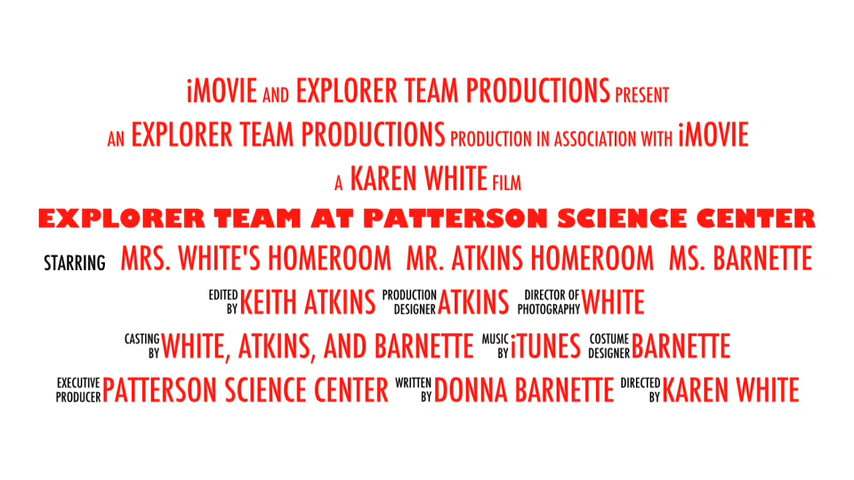 iMOVIE AND EXPLORER TEAM PRODUCTIONS PRESENT
AN EXPLORER TEAM PRODUCTIONS PRODUCTION IN ASSOCIATION WITH iMOVIE
A KAREN WHITE FILM
EXPLORER TEAM AT PATTERSON SCIENCE CENTER
STARRING MRS. WHITE'S HOMEROOM MR. ATKINS HOMEROOM MS. BARNETTE
EDITED BY KEITH ATKINS PRODUCTION DESIGNER ATKINS DIRECTOR OF PHOTOGRAPHY WHITE
CASTING BY WHITE, ATKINS, AND BARNETTE MUSIC BY iTUNES COSTUME DESIGNER BARNETTE
EXECUTIVE PRODUCER PATTERSON SCIENCE CENTER WRITTEN BY DONNA BARNETTE DIRECTED BY KAREN WHITE